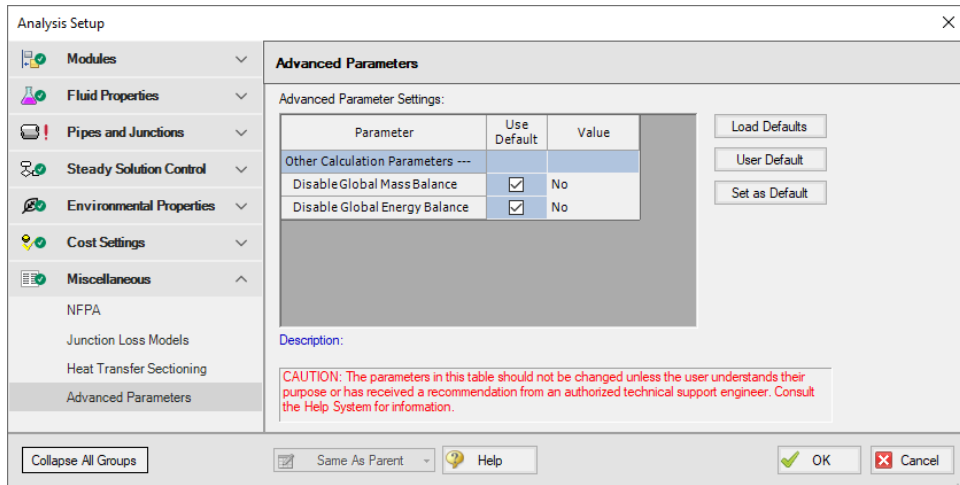 Analysis Setup
Modules
Fluid Properties
Pipes and Junctions
Steady Solution Control
Environmental Properties
Cost Settings
Miscellaneous
NFPA
Junction Loss Models
Heat Transfer Sectioning
Advanced Parameters
Collapse All Groups
Advanced Parameters
Advanced Parameter Settings:
Parameter Use Default Value
Other Calculation Parameters ---
Disable Global Mass Balance No
Disable Global Energy Balance No
Load Defaults
User Default
Set as Default
Description:
CAUTION: The parameters in this table should not be changed unless the user understands their
purpose or has received a recommendation from an authorized technical support engineer. Consult
the Help System for information.
Same As Parent
Help
OK
Cancel